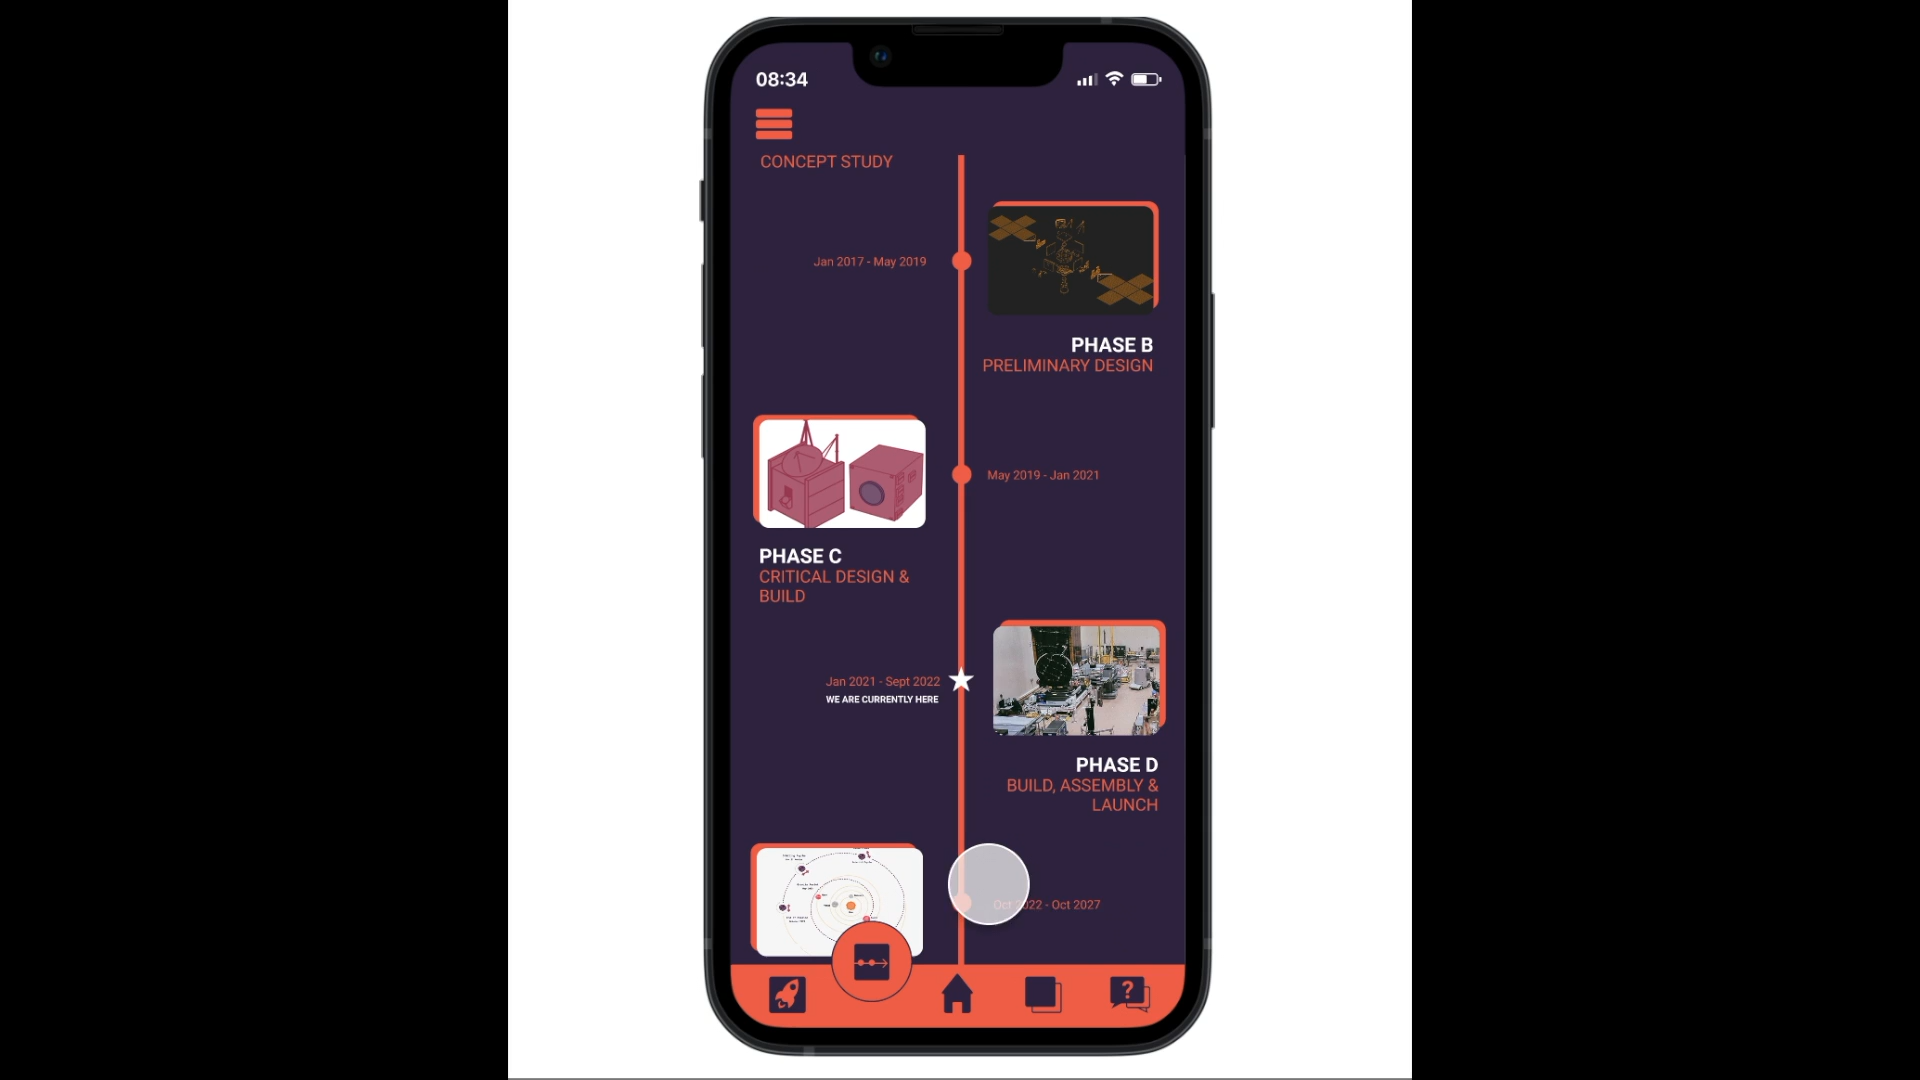 08:34
CONCEPT STUDY
Jan 2017 - May 2019
PHASE B
PRELIMINARY DESIGN
May 2019 - Jan 2021
PHASE C
CRITICAL DESIGN &
BUILD
Jan 2021 - Sept 2022
WE ARE CURRENTLY HERE
PHASE D
BUILD, ASSEMBLY &
LAUNCH
Oct 2022 - Oct 2027
?